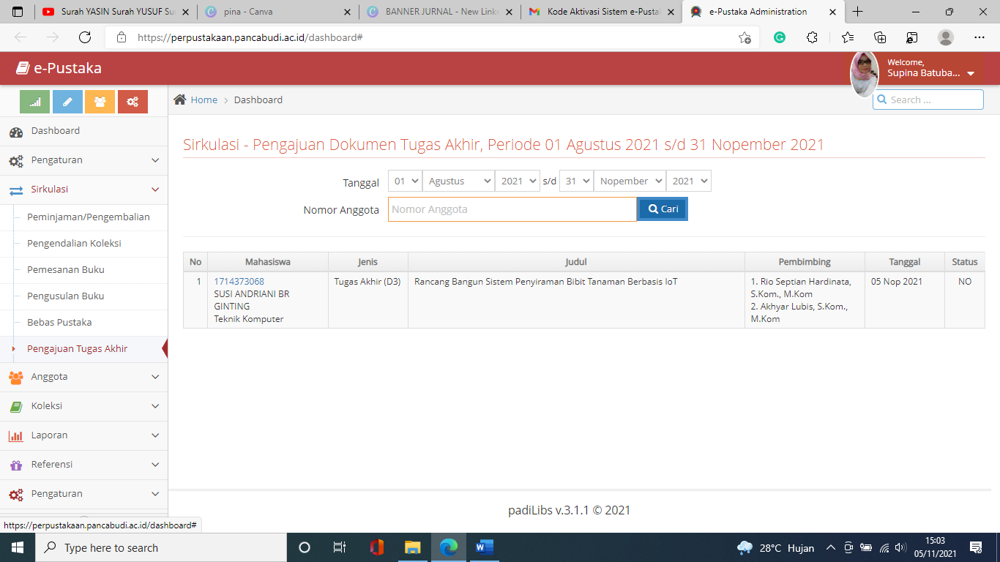 Surah YASIN Surah YUSUF Su
pina - Canva
BANNER JURNAL - New Linke
Kode Aktivasi Sistem e-Pustak
e-Pustaka Administration
https://perpustakaan.pancabudi.ac.id/dashboard#
e-Pustaka
Welcome,
Supina Batuba...
Home > Dashboard
Search ...
Dashboard
Pengaturan
Sirkulasi
Peminjaman/Pengembalian
Pengendalian Koleksi
Pemesanan Buku
Pengusulan Buku
Bebas Pustaka
Pengajuan Tugas Akhir
Anggota
Koleksi
Laporan
Referensi
Pengaturan
Sirkulasi - Pengajuan Dokumen Tugas Akhir, Periode 01 Agustus 2021 s/d 31 Nopember 2021
Tanggal 01 Agustus 2021 s/d 31 Nopember 2021
Nomor Anggota Nomor Anggota Cari
No Mahasiswa Jenis Judul Pembimbing Tanggal Status
1 1714373068 Tugas Akhir (D3) Rancang Bangun Sistem Penyiraman Bibit Tanaman Berbasis IoT 1. Rio Septian Hardinata, 05 Nop 2021 NO
SUSI ANDRIANI BR S.Kom., M.Kom
GINTING 2. Akhyar Lubis, S.Kom.,
Teknik Komputer M.Kom
padiLibs v.3.1.1 © 2021
https://perpustakaan.pancabudi.ac.id/dashboard#
Type here to search
28°C Hujan
15:03
05/11/2021